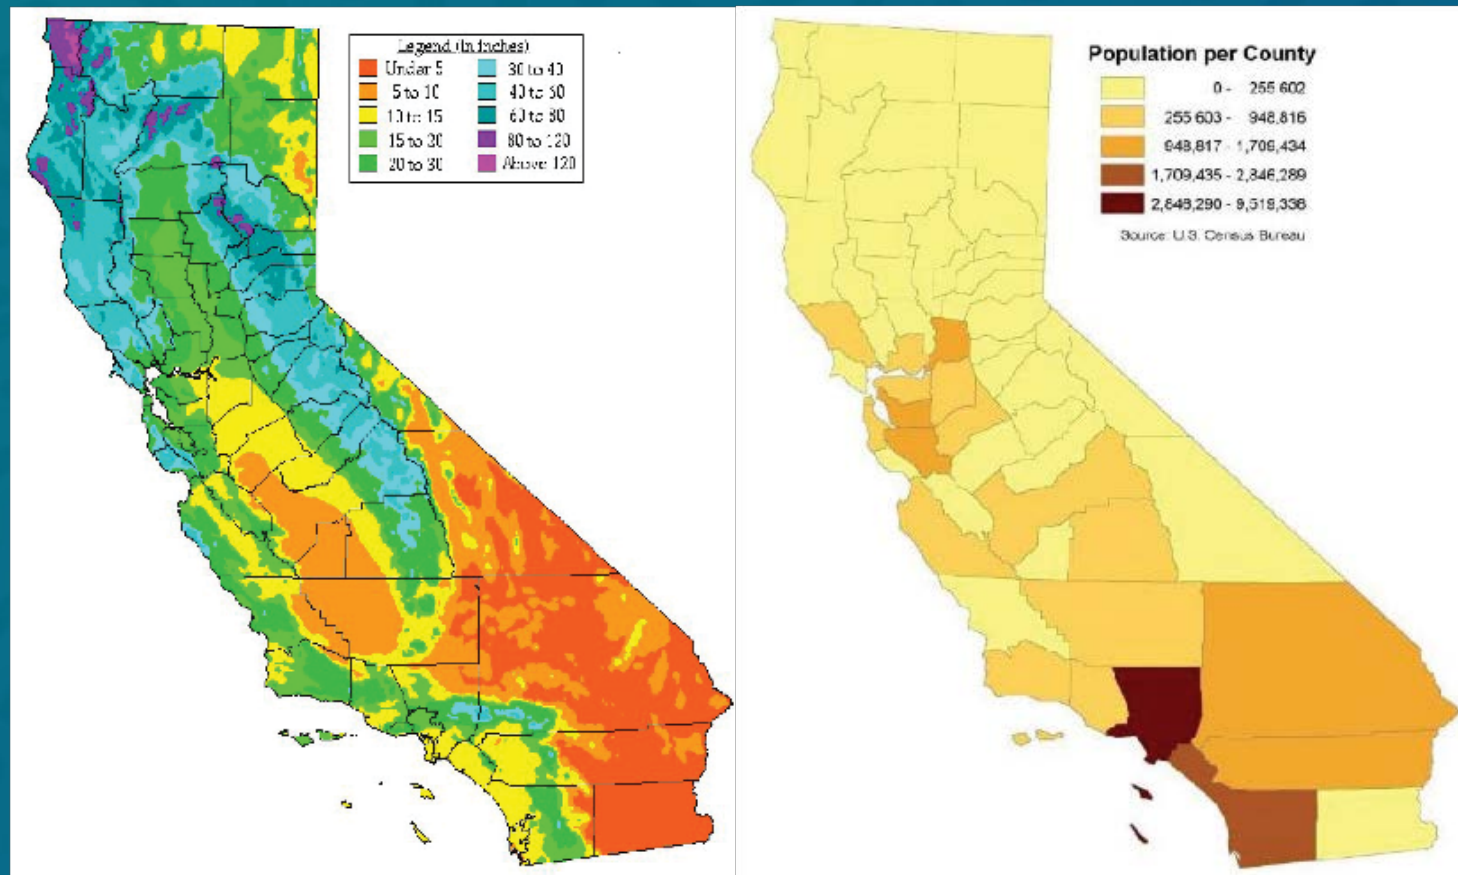 Legend (in inches)
Under 5
5 to 10
10 to 15
15 to 20
20 to 30
30 to 40
40 to 60
60 to 80
80 to 120
Above 120
Population per County
0 - 255 602
255 603 - 948,816
948,817 - 1,709,434
1,709,435 - 2,846,289
2,846,290 - 9,519,338
Source: U.S. Census Bureau